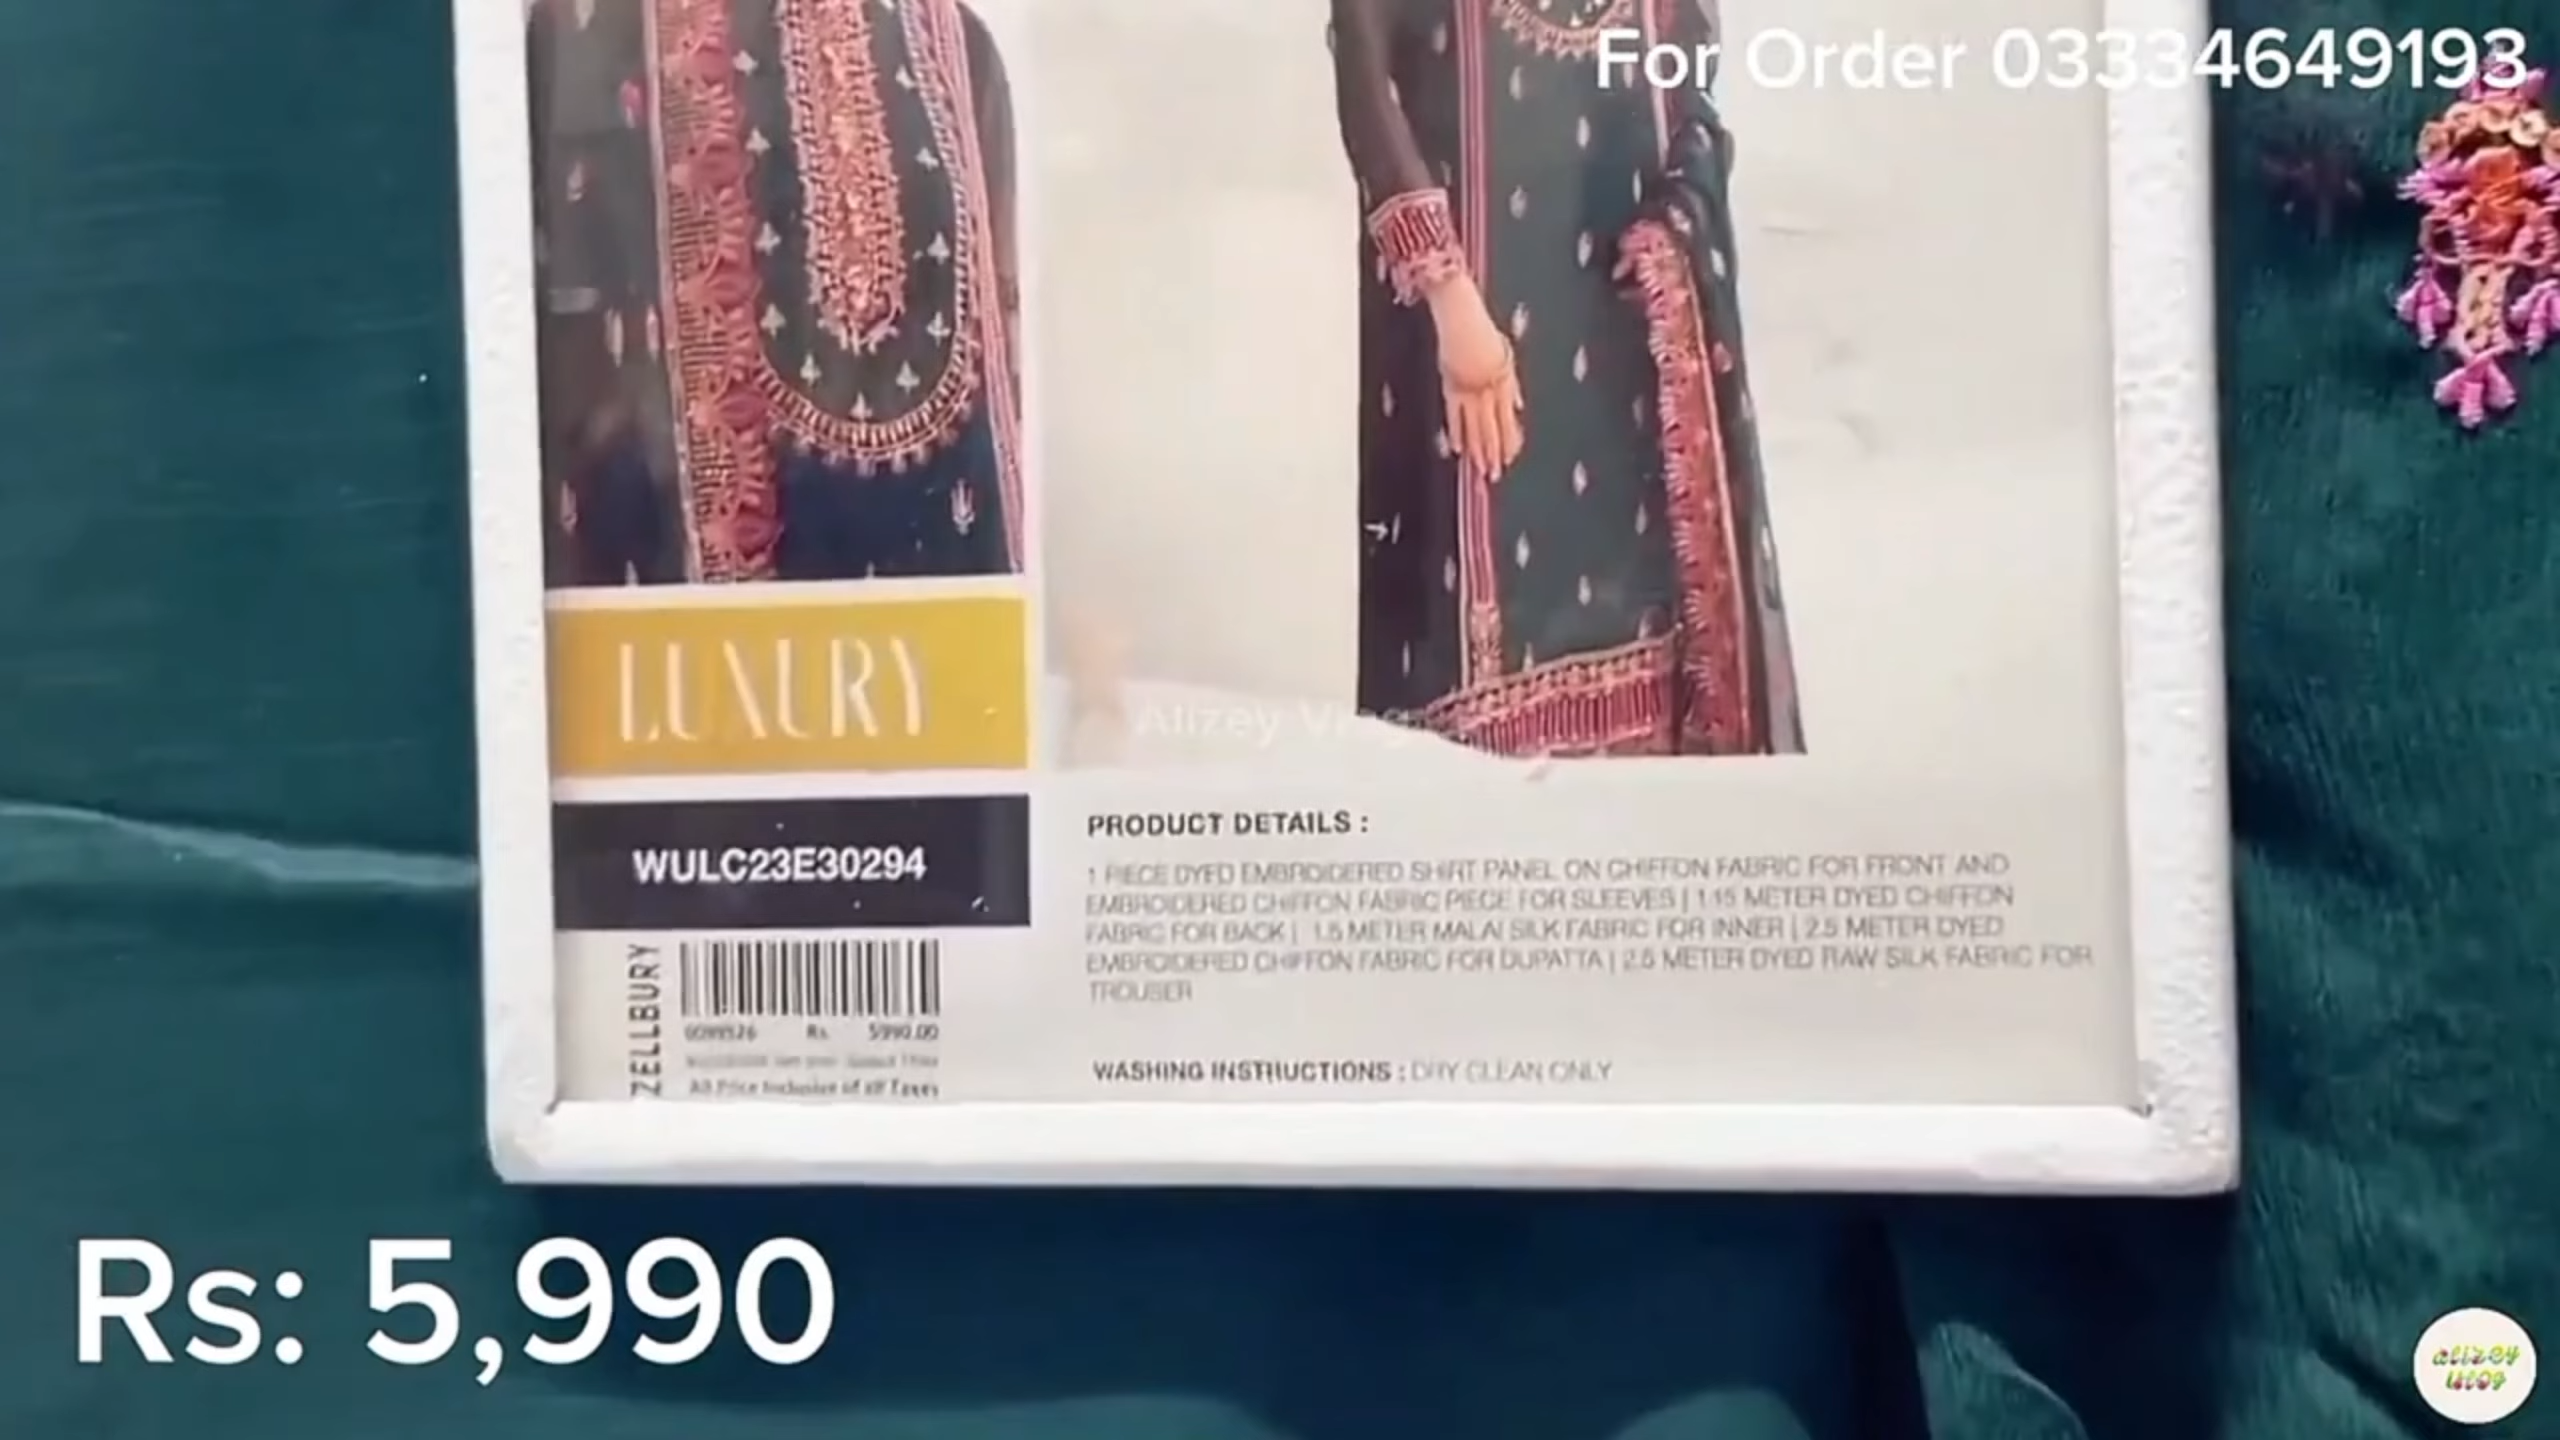 For Order 03334649193
LUXURY
Alizey Vlog
WULC23E30294
PRODUCT DETAILS :
1 PIECE DYED EMBROIDERED SHIRT PANEL ON CHIFFON FABRIC FOR FRONT AND
EMBROIDERED CHIFFON FABRIC PIECE FOR SLEEVES | 1.15 METER DYED CHIFFON
FABRIC FOR BACK | 1.5 METER MALAI SILK FABRIC FOR INNER | 2.5 METER DYED
EMBROIDERED CHIFFON FABRIC FOR DUPATTA | 2.5 METER DYED RAW SILK FABRIC FOR
TROUSER
WASHING INSTRUCTIONS : DRY CLEAN ONLY
ZELLBURY
Rs. 5990.00
All Price Inclusive of all Taxes
Rs: 5,990
alizey
vlog